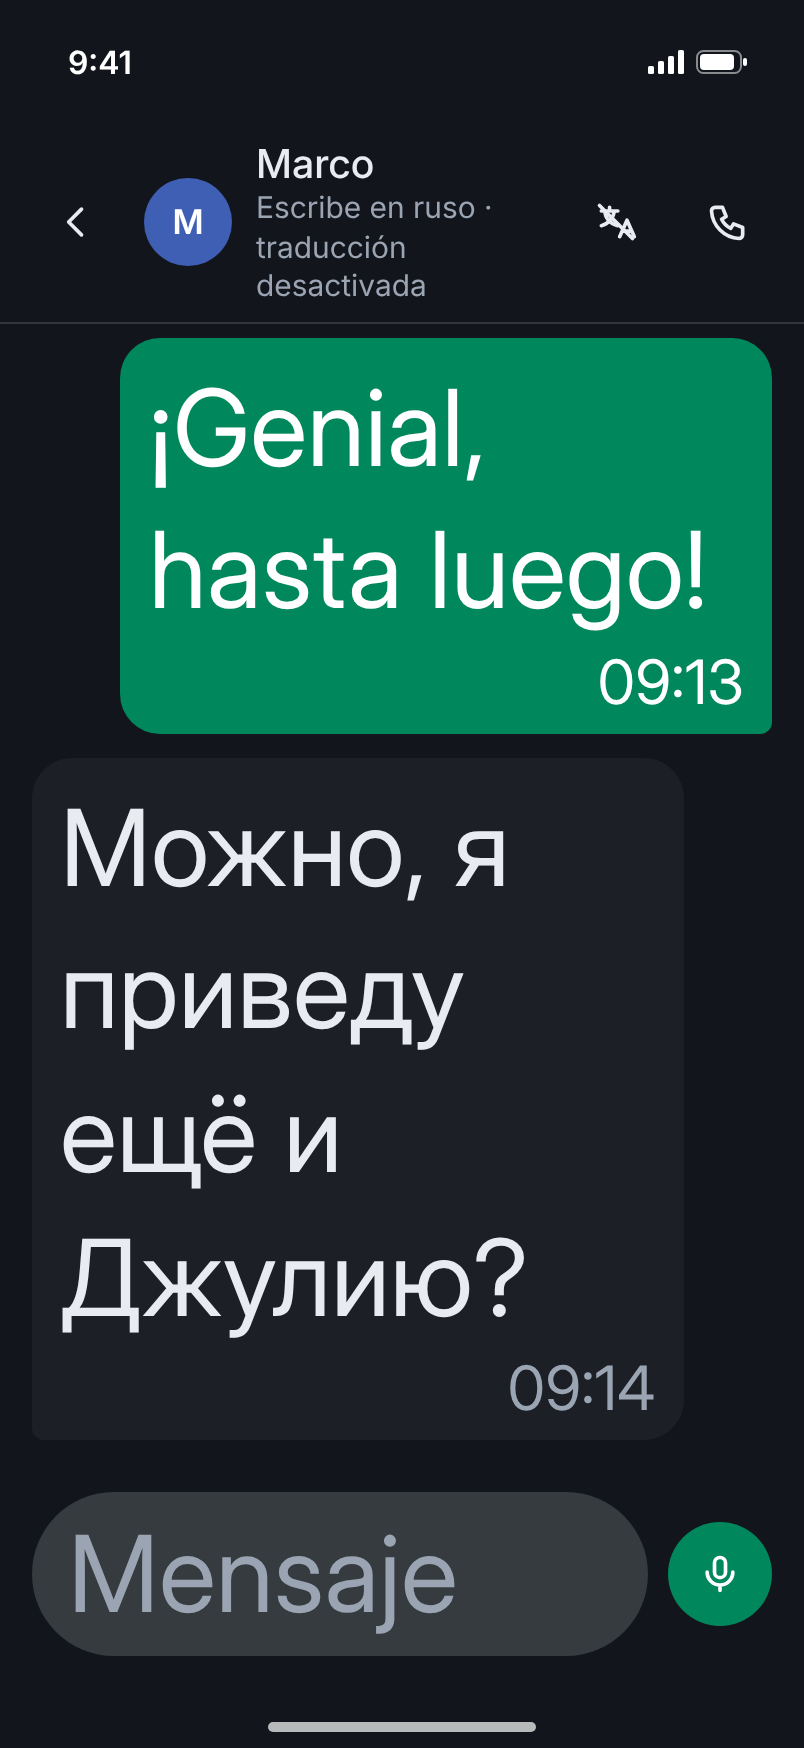 9:41
Marco
M
Escribe en ruso ·
traducción
desactivada
¡Genial,
hasta luego!
09:13
Можно, я
приведу
ещё и
Джулию?
09:14
Mensaje